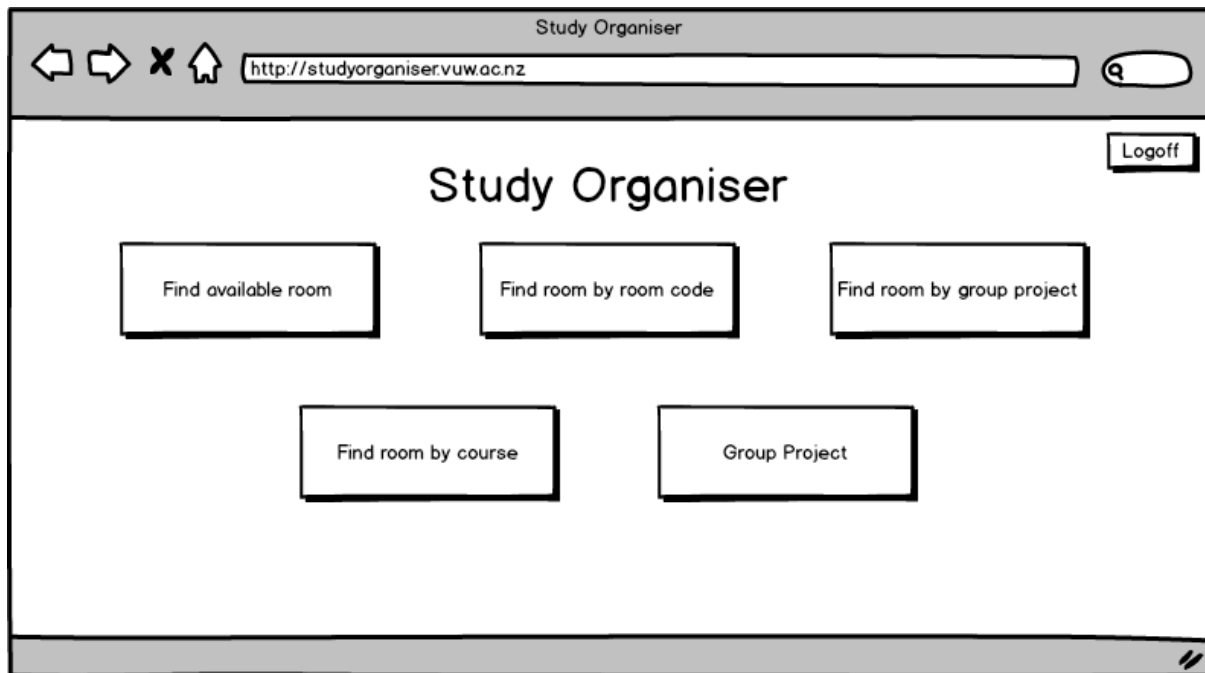 Study Organiser
http://studyorganiser.vuw.ac.nz
Logoff
Study Organiser
Find available room
Find room by room code
Find room by group project
Find room by course
Group Project